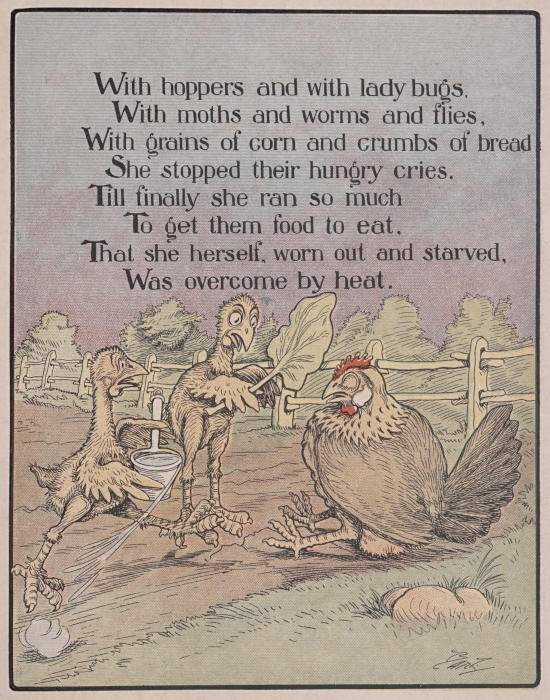 With hoppers and with lady bugs,
With moths and worms and flies,
With grains of corn and crumbs of bread
She stopped their hungry cries.
Till finally she ran so much
To get them food to eat,
That she herself, worn out and starved,
Was overcome by heat.